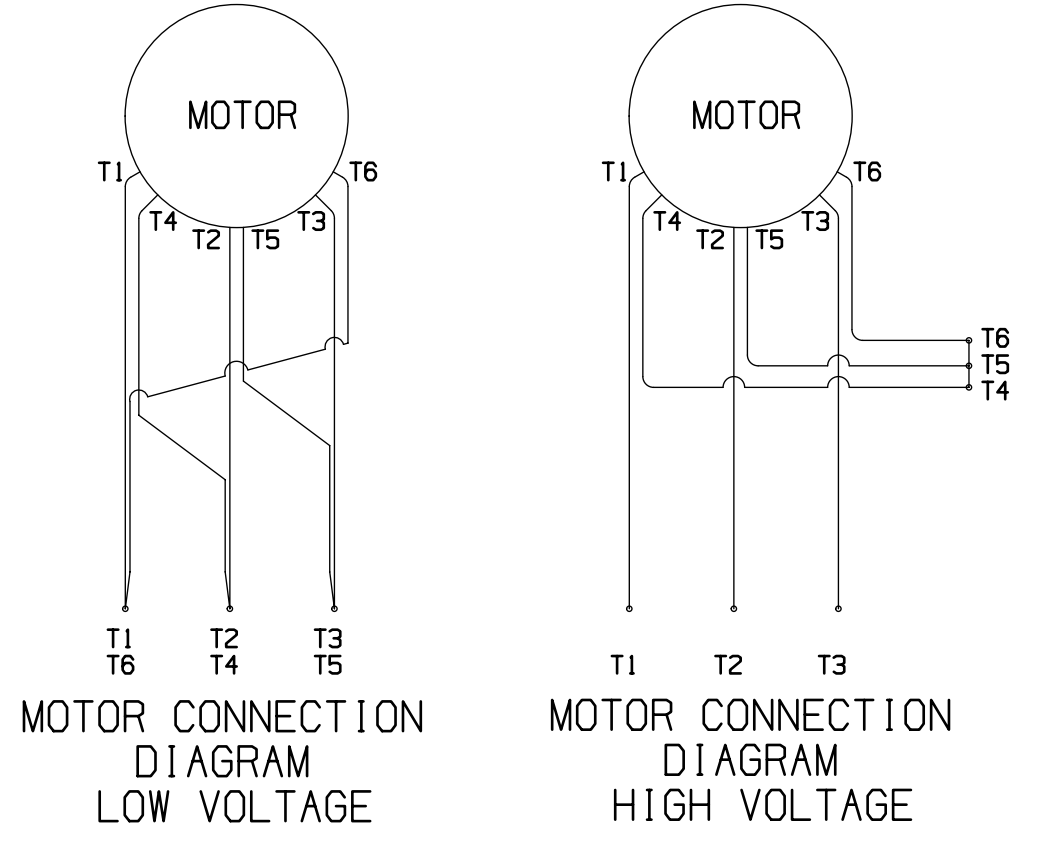 MOTOR
T1
T6
T4
T3
T2
T5
T1
T6
T2
T4
T3
T5
MOTOR CONNECTION
DIAGRAM
LOW VOLTAGE
MOTOR
T1
T6
T4
T3
T2
T5
T6
T5
T4
T1
T2
T3
MOTOR CONNECTION
DIAGRAM
HIGH VOLTAGE